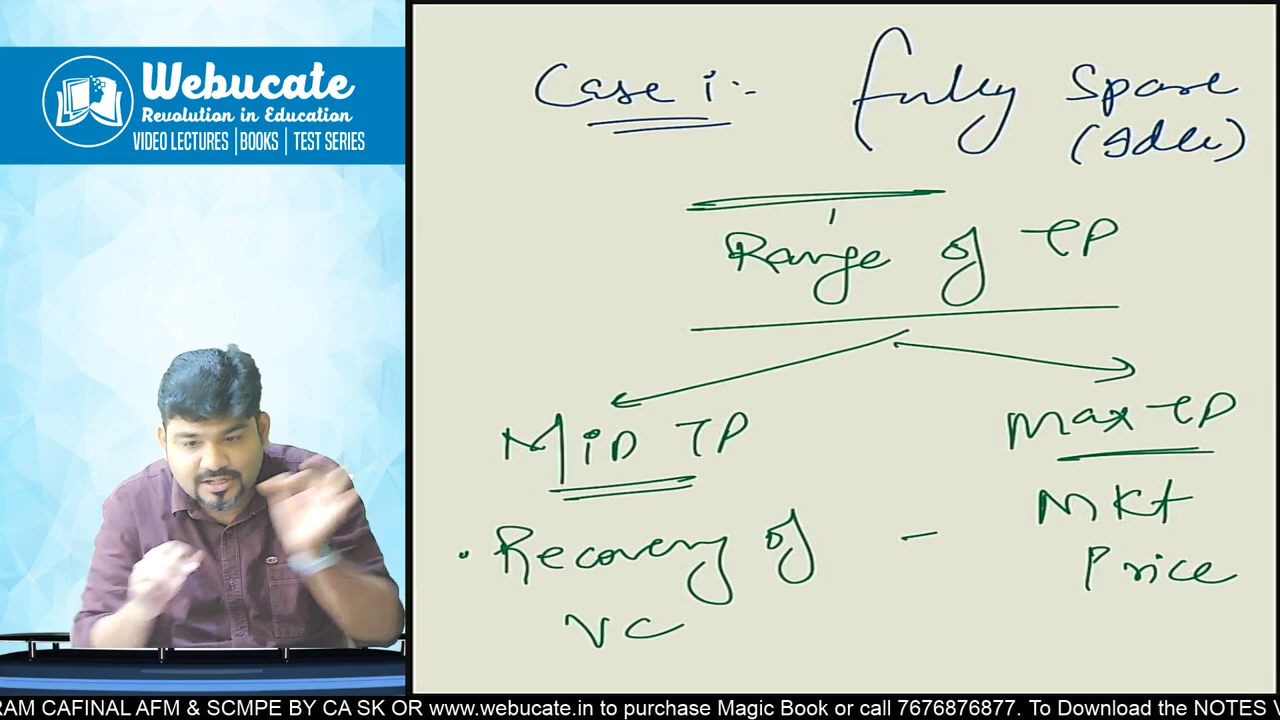 Webucate
Revolution in Education
VIDEO LECTURES | BOOKS | TEST SERIES
Case i:- fully Spare
(Idle)
Range of TP
Min TP
Max TP
• Recovery of
VC
- Mkt
Price
RAM CAFINAL AFM & SCMPE BY CA SK OR www.webucate.in to purchase Magic Book or call 7676876877. To Download the NOTES V